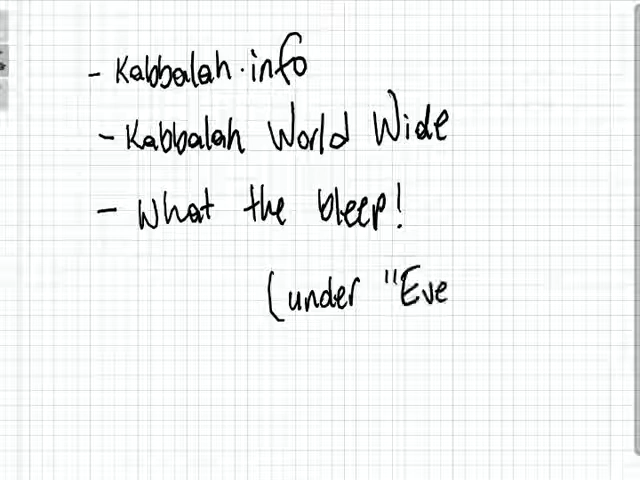 - Kabbalah.info
- Kabbalah World Wide
- What the bleep!
(under "Eve